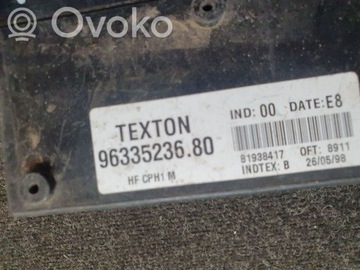 Ovoko
IND: 00 DATE: E8
TEXTON
96335236.80
HF CPH1 M
81938417 OFT: 8911
INDTEX: B 26/05/98